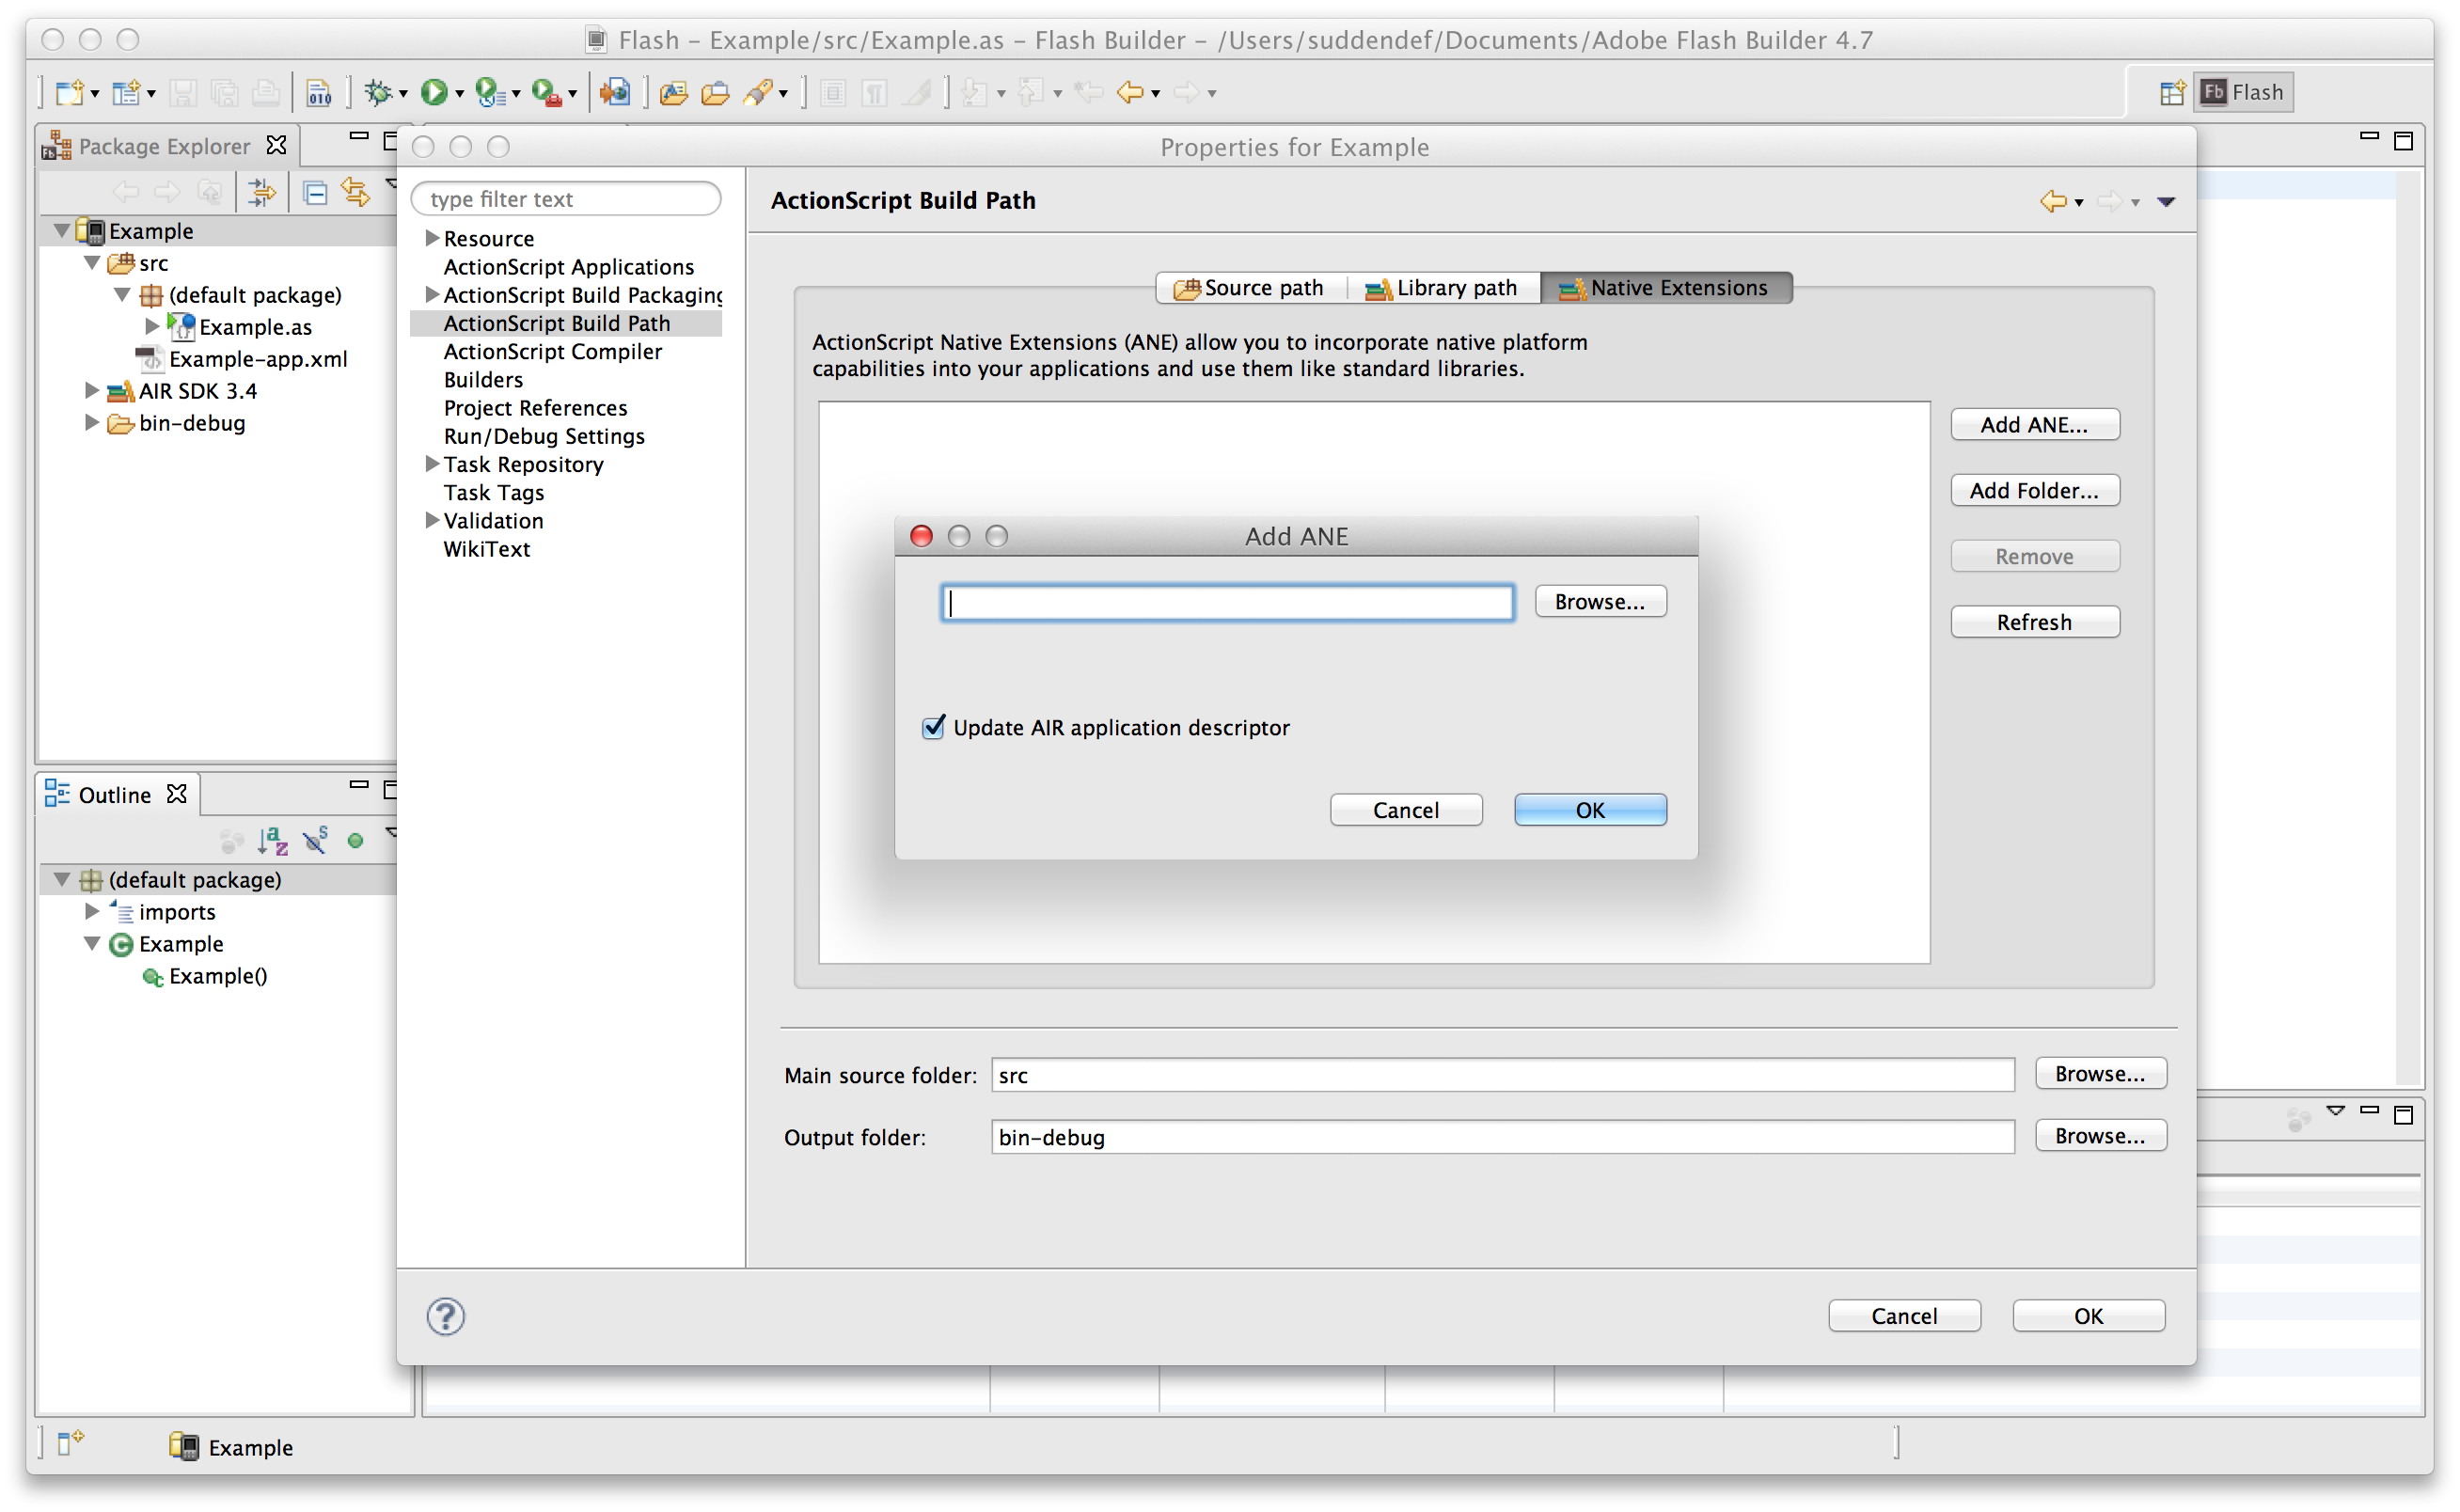 Flash – Example/src/Example.as – Flash Builder – /Users/suddendef/Documents/Adobe Flash Builder 4.7
010
Fb Flash
Package Explorer
Example
src
(default package)
Example.as
Example-app.xml
AIR SDK 3.4
bin-debug
Outline
(default package)
imports
Example
Example()
Properties for Example
type filter text
Resource
ActionScript Applications
ActionScript Build Packaging
ActionScript Build Path
ActionScript Compiler
Builders
Project References
Run/Debug Settings
Task Repository
Task Tags
Validation
WikiText
ActionScript Build Path
Source path
Library path
Native Extensions
ActionScript Native Extensions (ANE) allow you to incorporate native platform
capabilities into your applications and use them like standard libraries.
Add ANE...
Add Folder...
Remove
Refresh
Add ANE
Browse...
Update AIR application descriptor
Cancel
OK
Main source folder:
src
Browse...
Output folder:
bin-debug
Browse...
?
Cancel
OK
Example